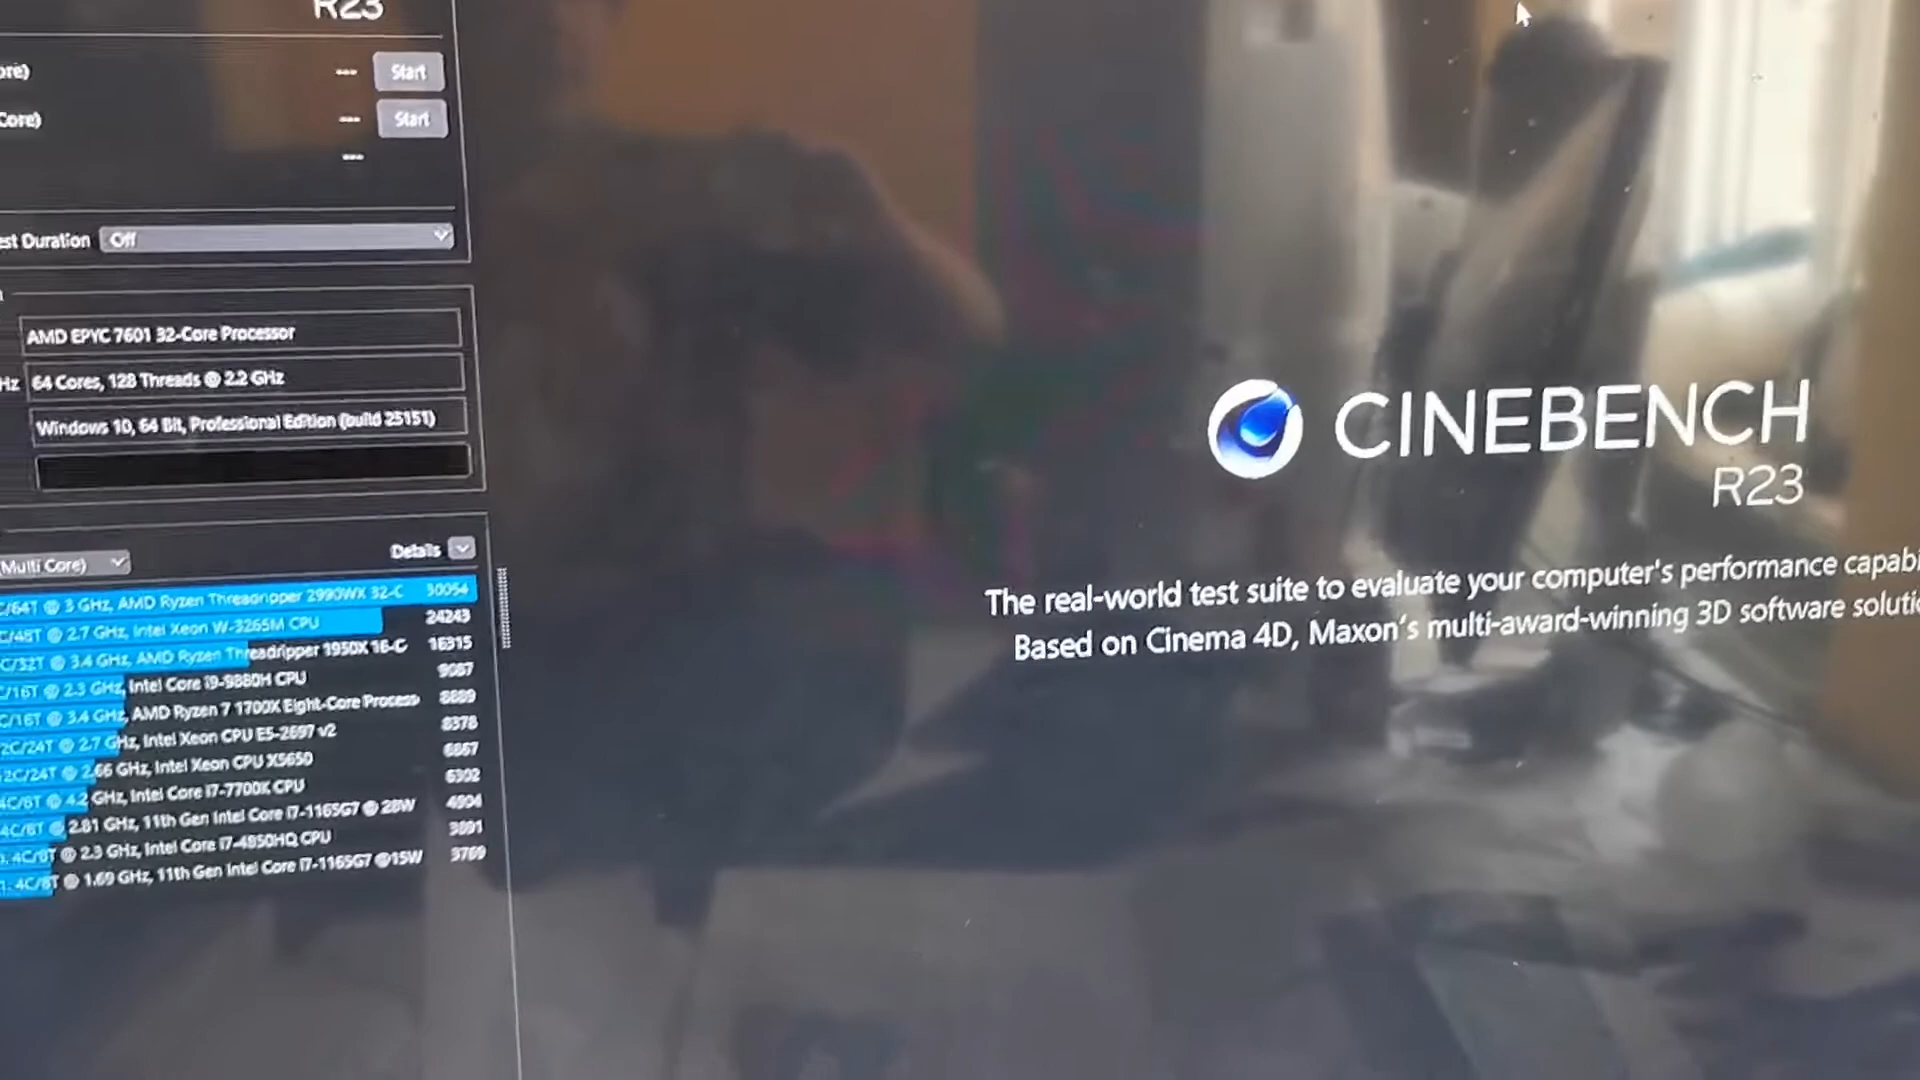 R23
ore)
---
Start
Core)
---
Start
---
est Duration
Off
AMD EPYC 7601 32-Core Processor
Hz
64 Cores, 128 Threads @ 2.2 GHz
Windows 10, 64 Bit, Professional Edition (build 25151)
(Multi Core)
Details
C/64T @ 3 GHz, AMD Ryzen Threadripper 2990WX 32-C 30054
C/48T @ 2.7 GHz, Intel Xeon W-3265M CPU 24243
C/32T @ 3.4 GHz, AMD Ryzen Threadripper 1950X 16-C 16315
C/16T @ 2.3 GHz, Intel Core i9-9880H CPU 9087
C/16T @ 3.4 GHz, AMD Ryzen 7 1700X Eight-Core Process 8889
2C/24T @ 2.7 GHz, Intel Xeon CPU E5-2697 v2 8378
2C/24T @ 2.66 GHz, Intel Xeon CPU X5650 6867
4C/8T @ 4.2 GHz, Intel Core i7-7700K CPU 6302
4C/8T @ 2.81 GHz, 11th Gen Intel Core i7-1165G7 @ 28W 4904
4C/8T @ 2.3 GHz, Intel Core i7-4850HQ CPU 3891
4C/8T @ 1.69 GHz, 11th Gen Intel Core i7-1165G7 @15W 3769
CINEBENCH
R23
The real-world test suite to evaluate your computer's performance capabi
Based on Cinema 4D, Maxon's multi-award-winning 3D software solutio